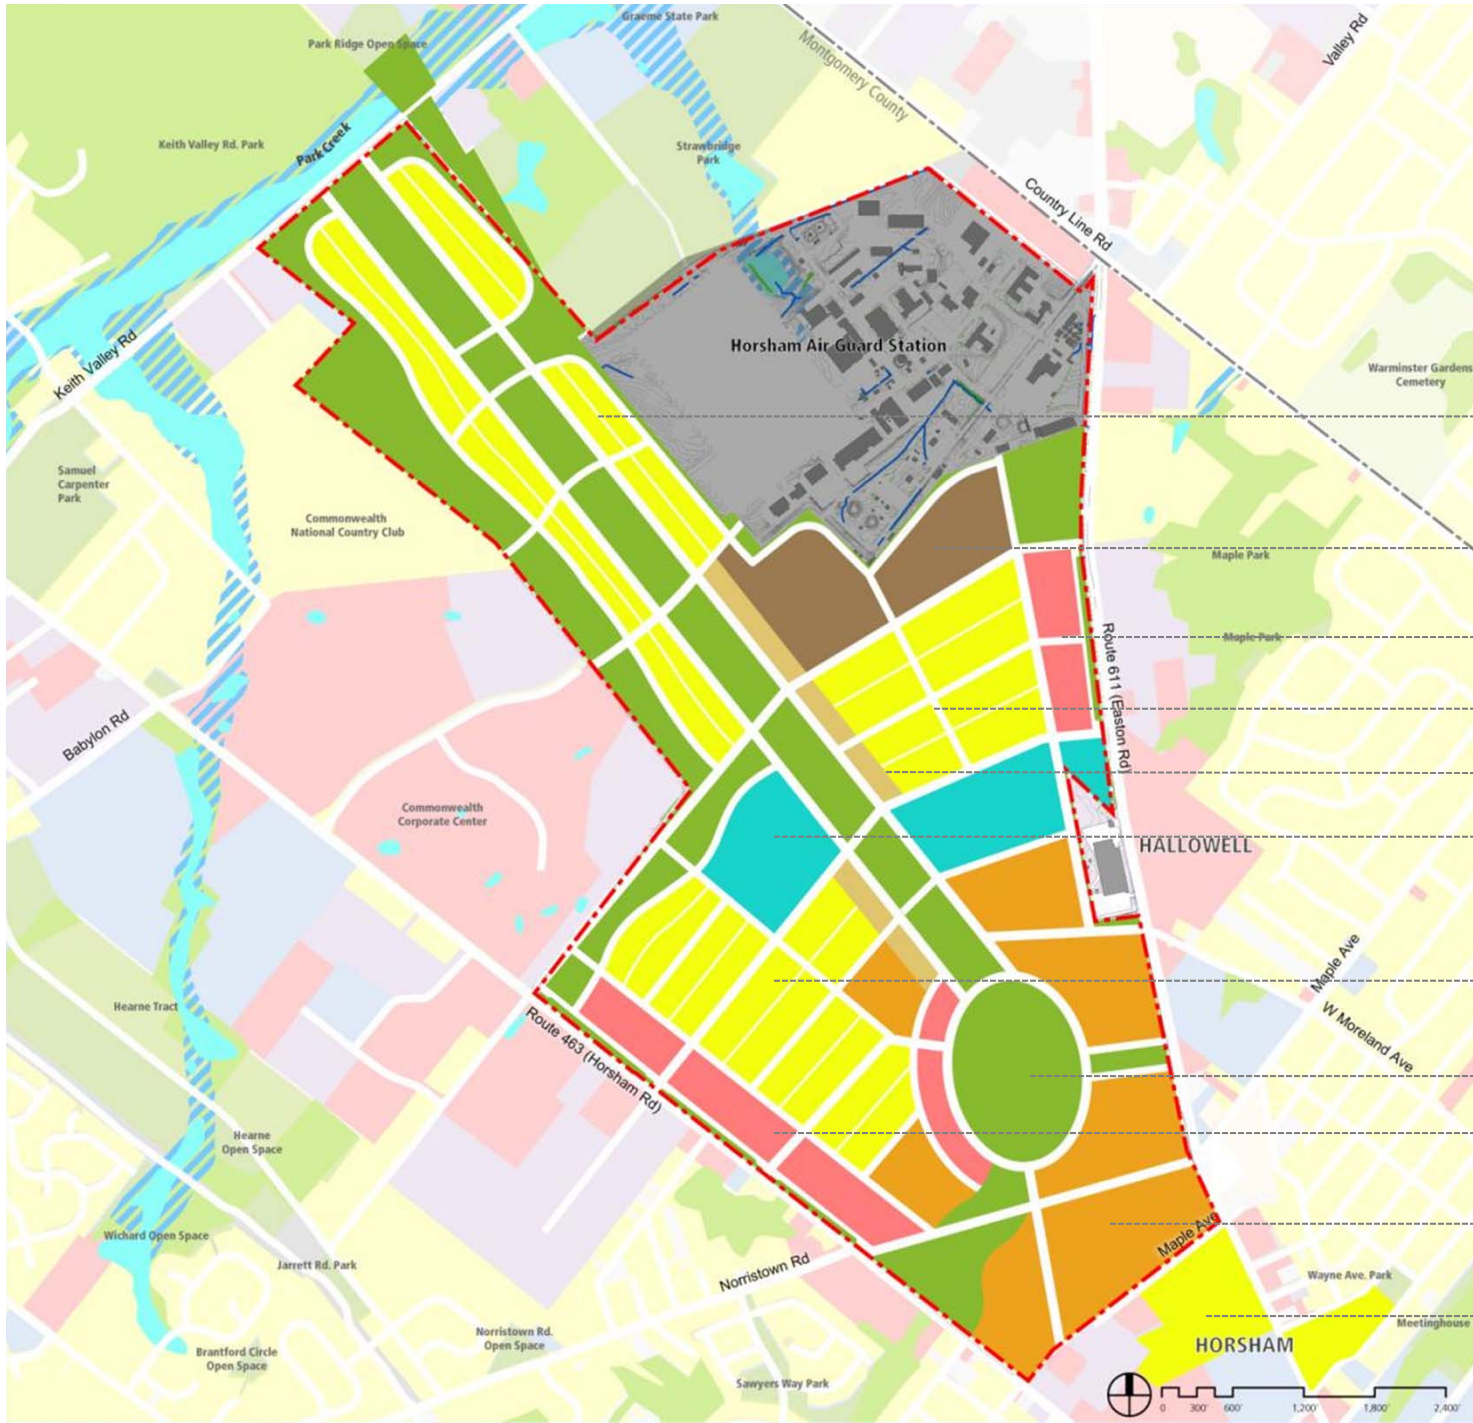 Graeme State Park
Park Ridge Open Space
Valley Rd
Montgomery County
Park Creek
Keith Valley Rd. Park
Strawbridge
Park
Country Line Rd
Horsham Air Guard Station
Keith Valley Rd
Warminster Gardens
Cemetery
Samuel
Carpenter
Park
Commonwealth
National Country Club
Maple Park
Maple Park
Route 611 (Easton Rd)
Babylon Rd
Commonwealth
Corporate Center
HALLOWELL
Maple Ave
Hearne Tract
W Moreland Ave
Route 463 (Horsham Rd)
Hearne
Open Space
Wichard Open Space
Maple Ave
Jarrett Rd. Park
Norristown Rd
Wayne Ave. Park
Meetinghouse
Norristown Rd.
Open Space
HORSHAM
Brantford Circle
Open Space
Sawyers Way Park
0 300' 600' 1,200' 1,800' 2,400'